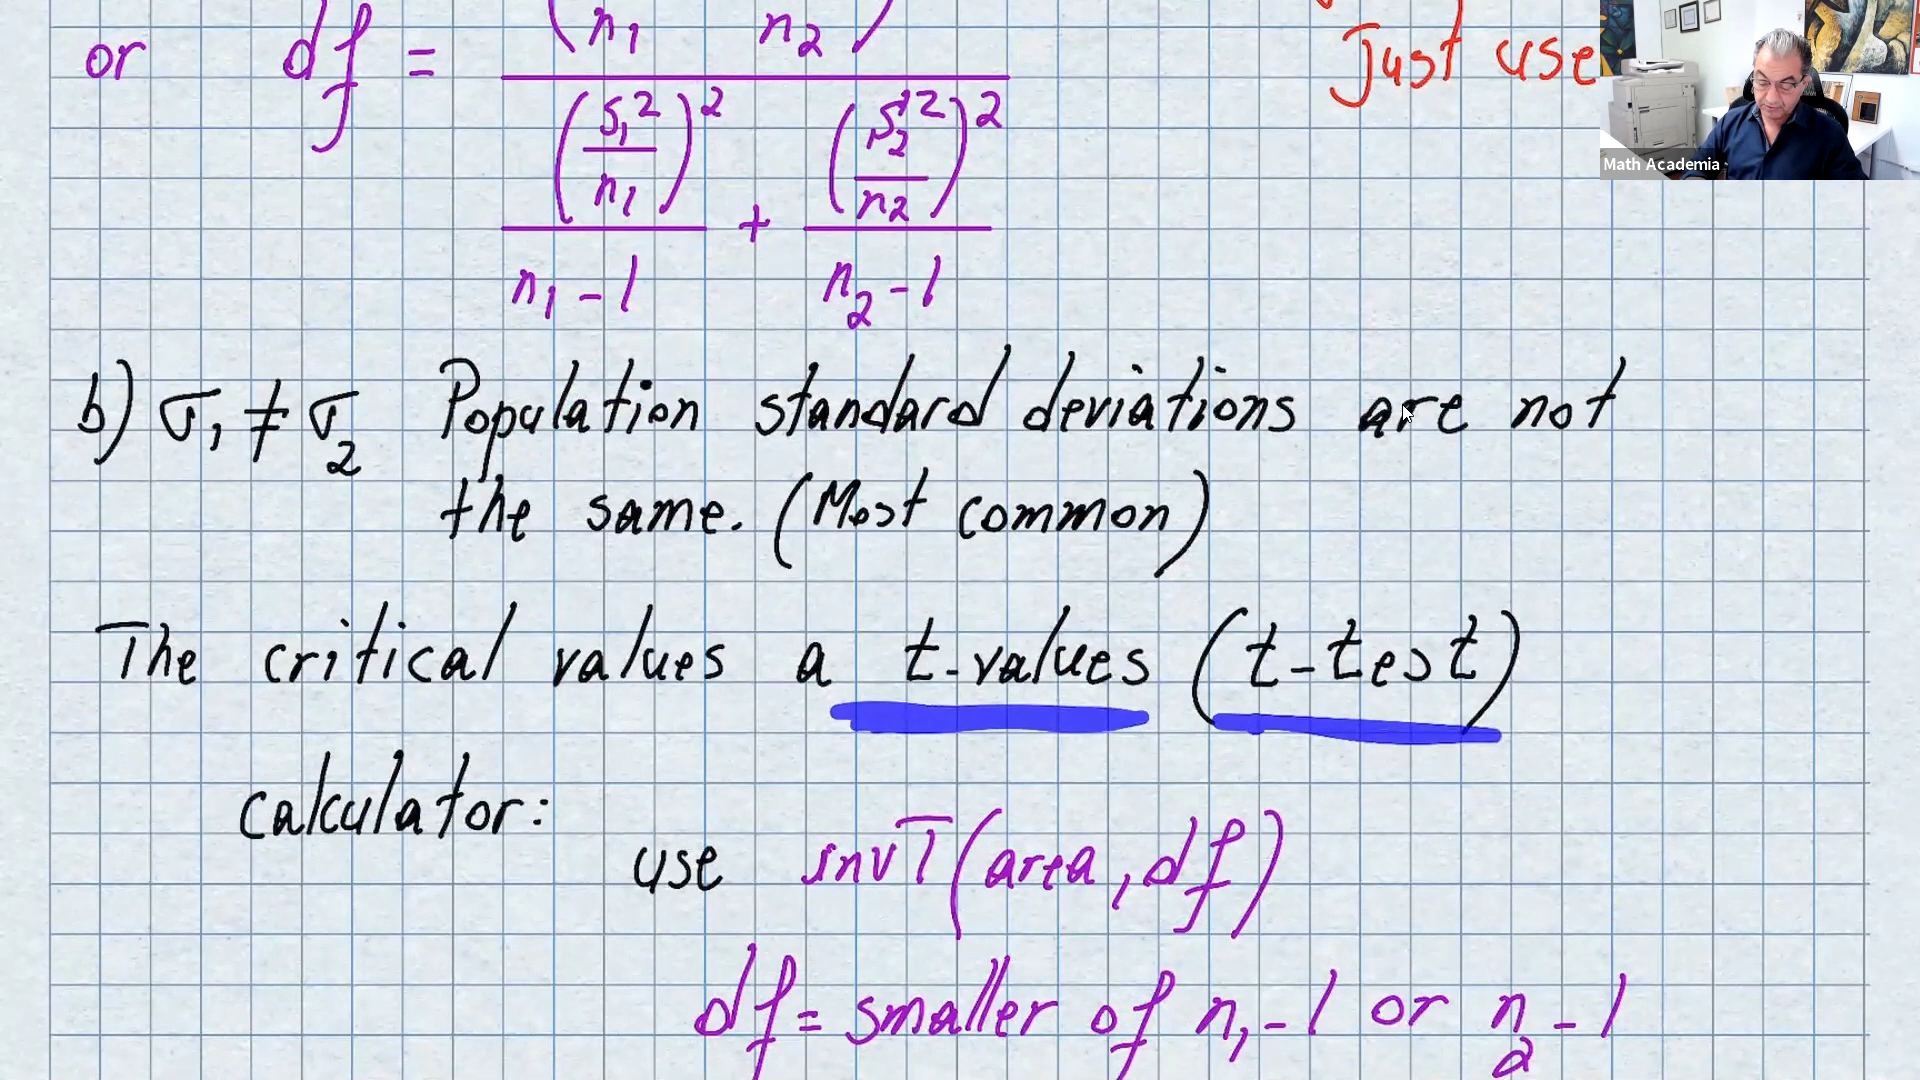 or df = (n₁ n₂)
Just use
Math Academia
(s₁²/n₁)² + (s₂²/n₂)²
n₁-1 n₂-1
b) σ₁ ≠ σ₂ Population standard deviations are not
the same. (Most common)
The critical values a t-values (t-test)
calculator:
use invT(area, df)
df = smaller of n₁-1 or n₂-1